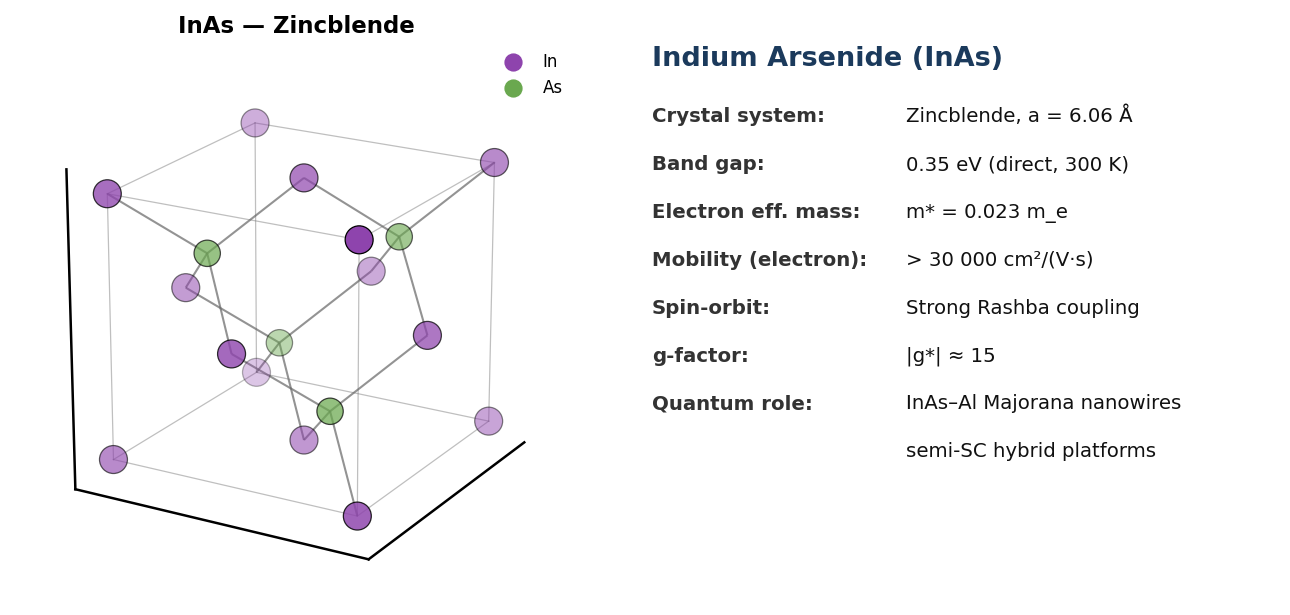 InAs — Zincblende
In
As
Indium Arsenide (InAs)
Crystal system: Zincblende, a = 6.06 Å
Band gap: 0.35 eV (direct, 300 K)
Electron eff. mass: m* = 0.023 m_e
Mobility (electron): > 30 000 cm²/(V·s)
Spin-orbit: Strong Rashba coupling
g-factor: |g*| ≈ 15
Quantum role: InAs–Al Majorana nanowires
semi-SC hybrid platforms